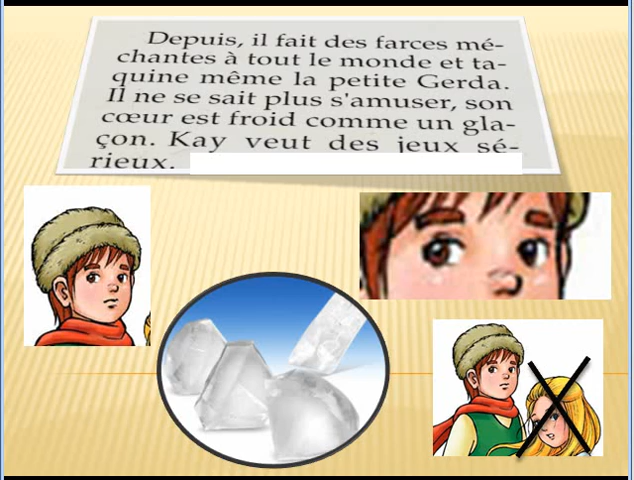 Depuis, il fait des farces mé-
chantes à tout le monde et ta-
quine même la petite Gerda.
Il ne se sait plus s'amuser, son
cœur est froid comme un gla-
çon. Kay veut des jeux sé-
rieux.